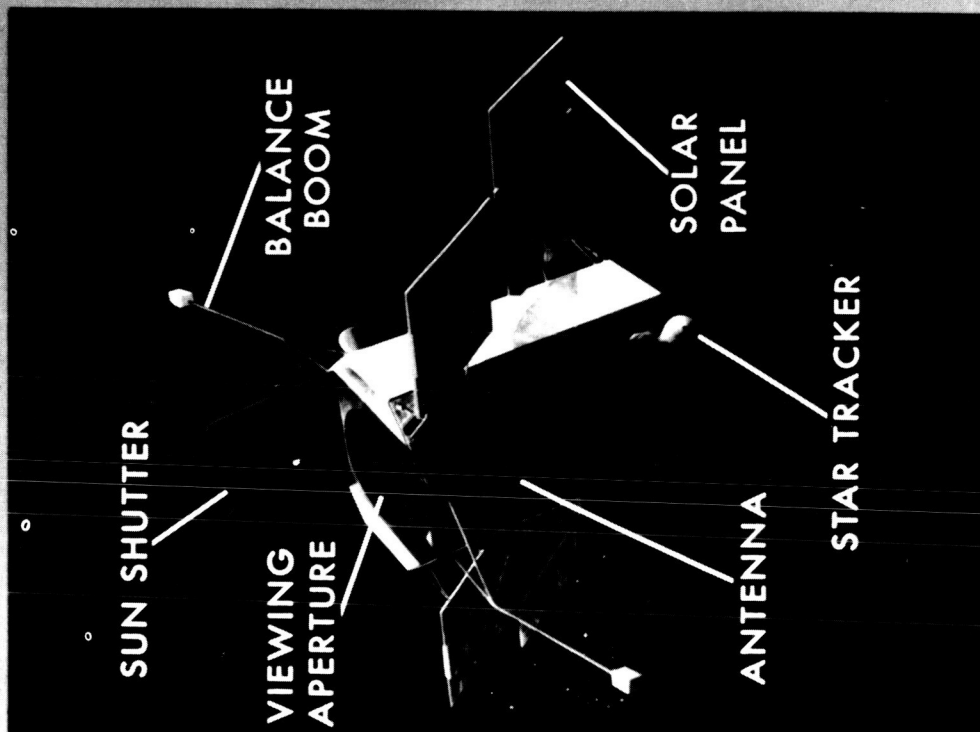 SUN SHUTTER
VIEWING
APERTURE
BALANCE
BOOM
SOLAR
PANEL
ANTENNA
STAR TRACKER